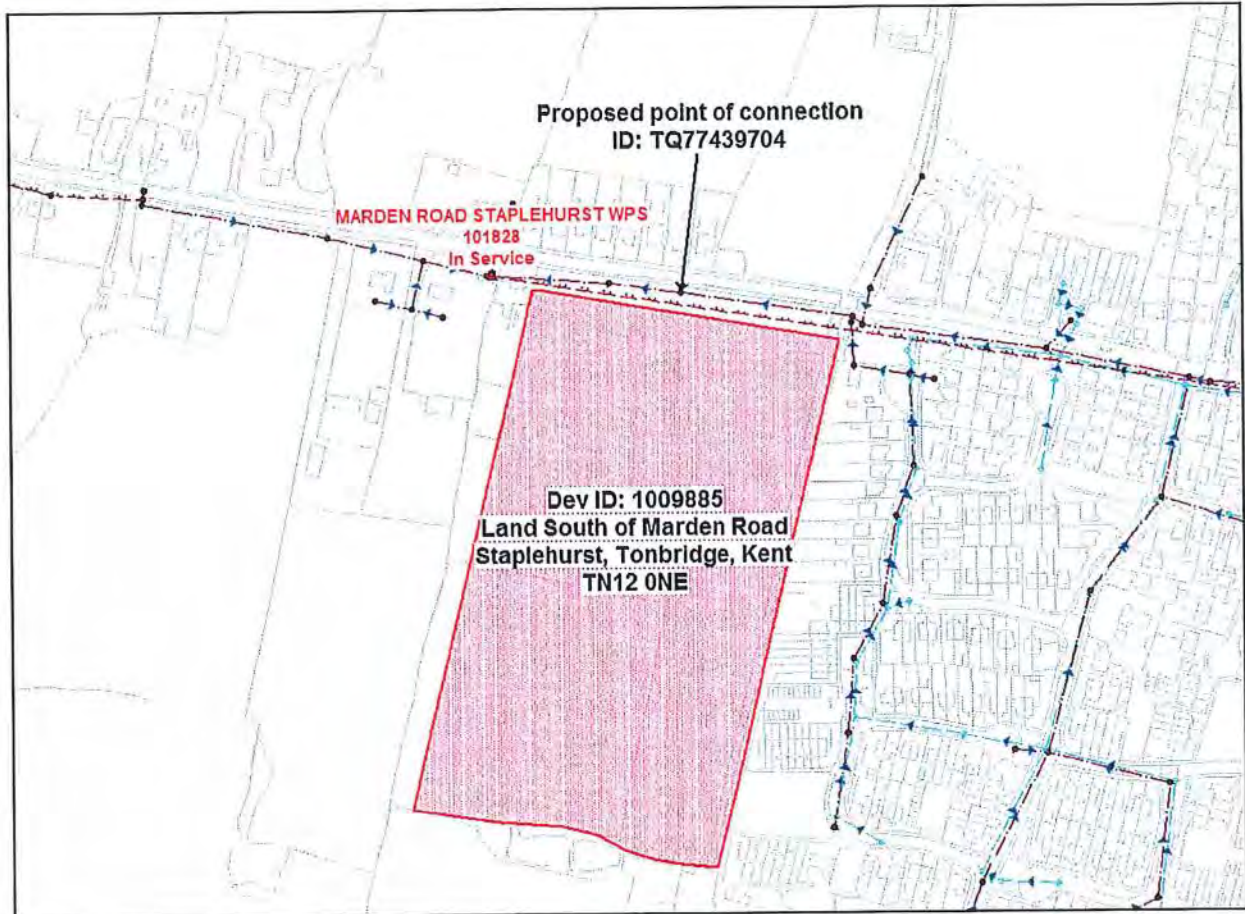 Proposed point of connection
ID: TQ77439704
MARDEN ROAD STAPLEHURST WPS
101828
In Service
Dev ID: 1009885
Land South of Marden Road
Staplehurst, Tonbridge, Kent
TN12 0NE